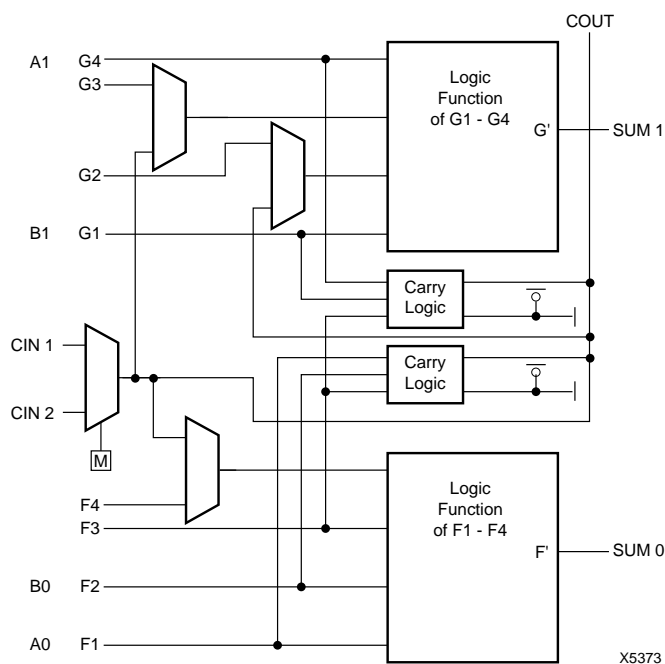 COUT
A1 G4
G3
Logic
Function
of G1 - G4
G' SUM 1
G2
B1 G1
Carry
Logic
CIN 1
Carry
Logic
CIN 2
M
F4
F3
Logic
Function
of F1 - F4
F' SUM 0
B0 F2
A0 F1
X5373